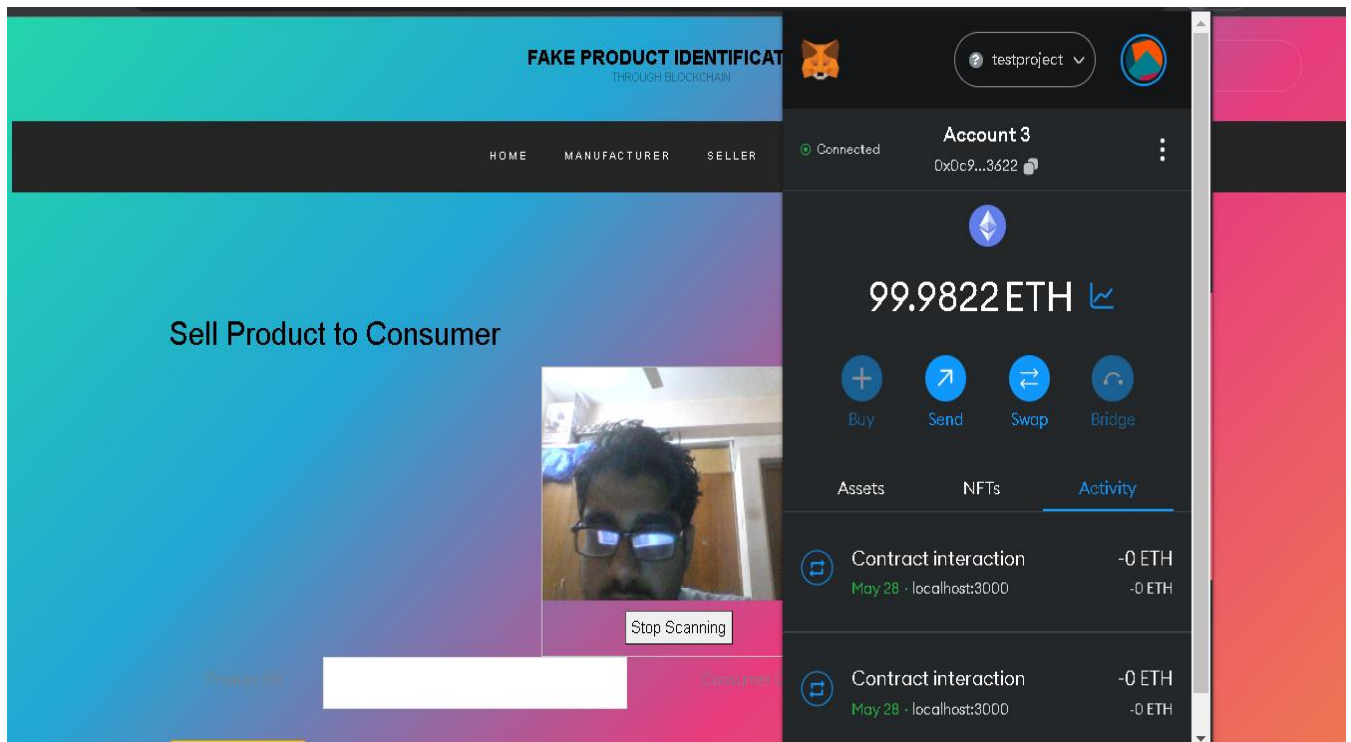 FAKE PRODUCT IDENTIFICAT
THROUGH BLOCKCHAIN
HOME MANUFACTURER SELLER
Sell Product to Consumer
Stop Scanning
Consumer
testproject
Connected
Account 3
0x0c9...3622
99.9822 ETH
Buy Send Swap Bridge
Assets NFTs Activity
Contract interaction -0 ETH
May 28 · localhost:3000 -0 ETH
Contract interaction -0 ETH
May 28 · localhost:3000 -0 ETH